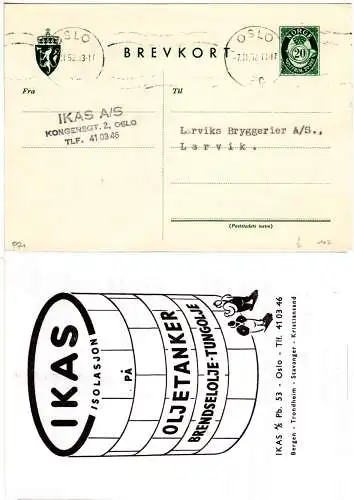 OSLO
BREVKORT
OSLO
NORGE
20
Fra
Til
IKAS A/S
KONGENSGT. 2, OSLO
TLF. 41 03 46
Larviks Bryggerier A/S.,
Larvik.
(Poststedets navn)
IKAS
ISOLASJON
PÅ
OLJETANKER
BRENDSELOLJE-TUNGOLJE
IKAS A/S Pb. 53 - Oslo - Tlf. 41 03 46
Bergen - Trondheim - Stavanger - Kristiansand